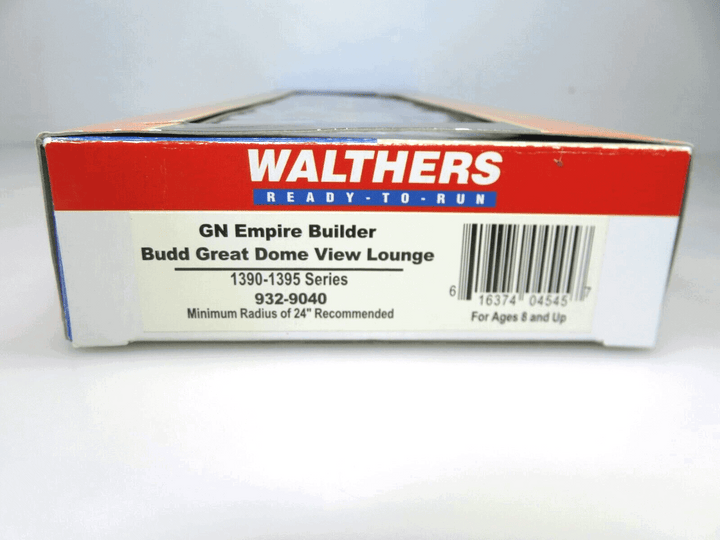 WALTHERS
READY-TO-RUN
GN Empire Builder
Budd Great Dome View Lounge
1390-1395 Series
932-9040
Minimum Radius of 24" Recommended
6 16374 04545 7
For Ages 8 and Up